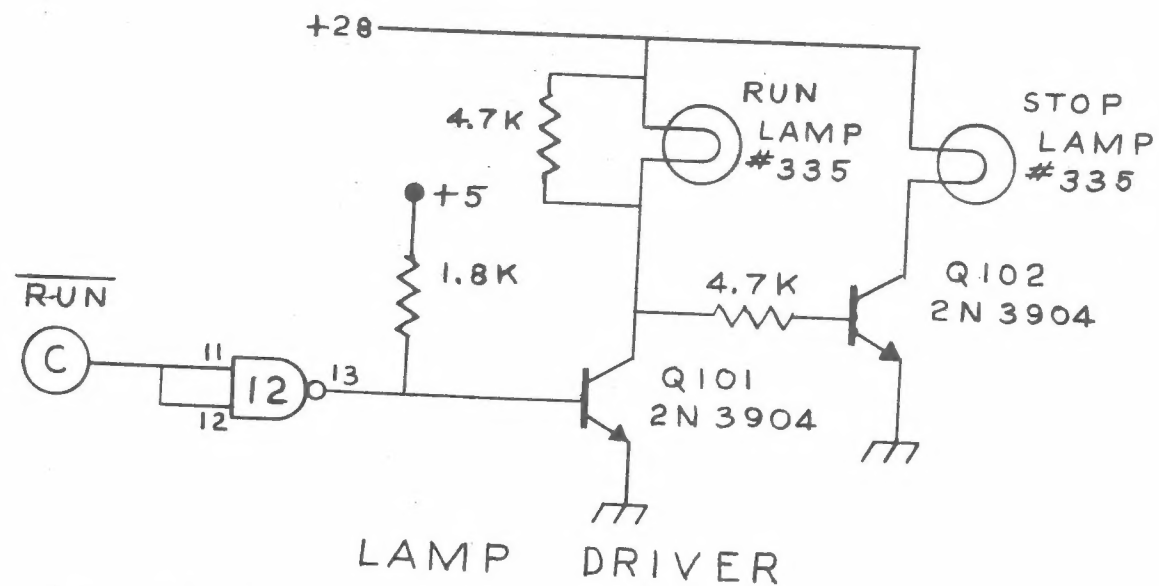 +28
4.7K
RUN
LAMP
#335
STOP
LAMP
#335
+5
1.8K
RUN
C
11
12
12
13
4.7K
Q102
2N3904
Q101
2N3904
LAMP DRIVER